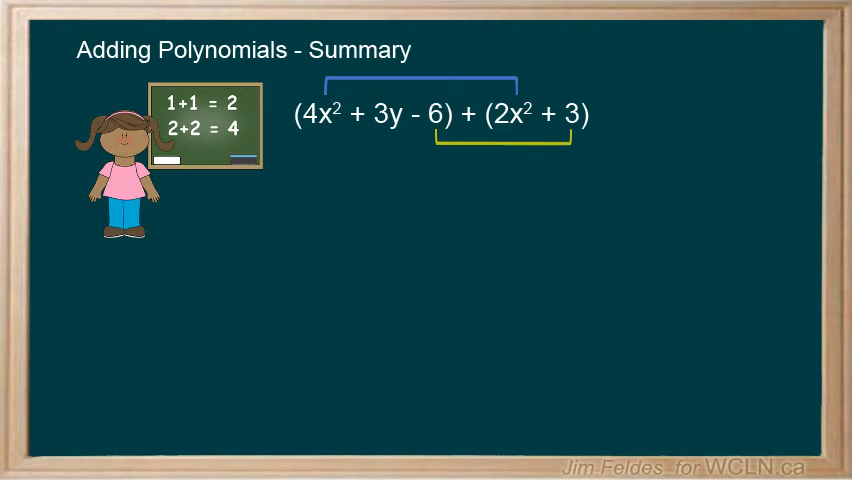 Adding Polynomials - Summary
1+1 = 2
2+2 = 4
(4x² + 3y - 6) + (2x² + 3)
Jim Feldes for WCLN.ca